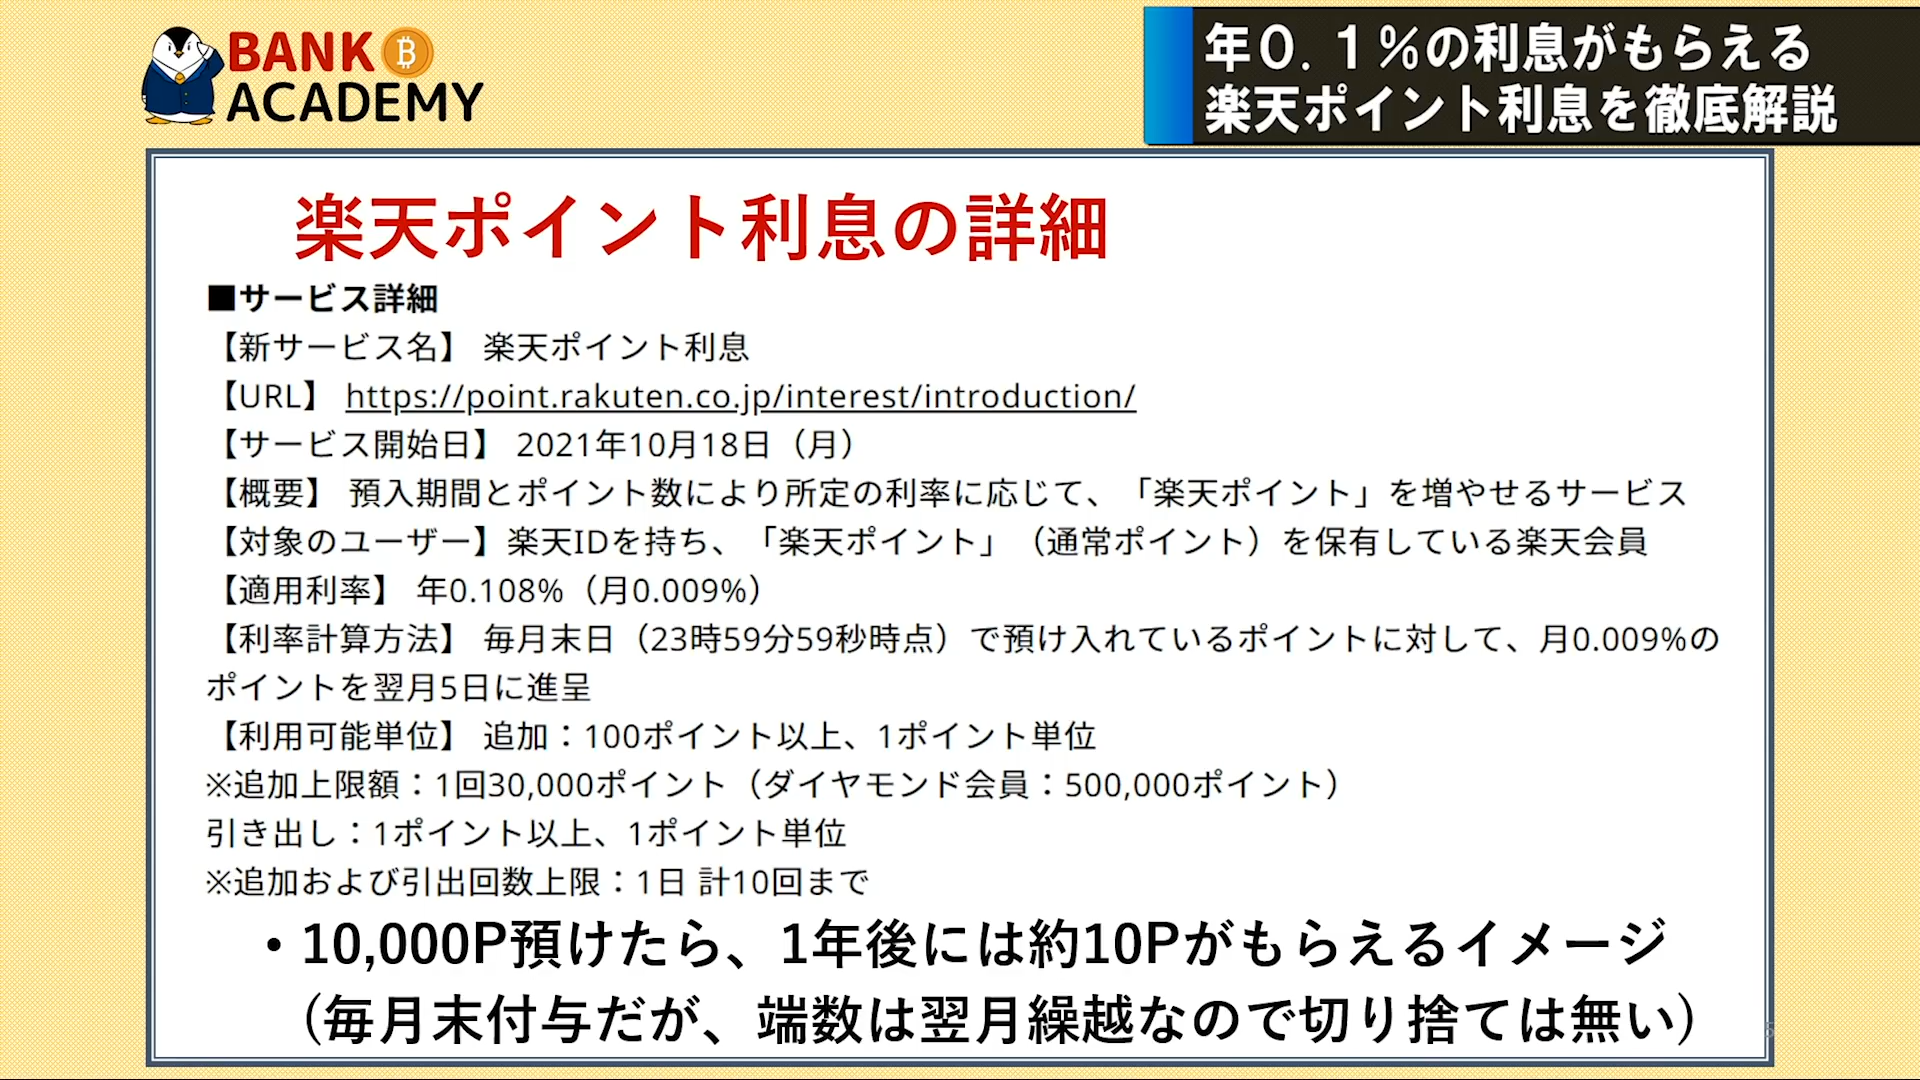 BANK
ACADEMY
年0.1%の利息がもらえる
楽天ポイント利息を徹底解説
楽天ポイント利息の詳細
■サービス詳細
【新サービス名】 楽天ポイント利息
【URL】 https://point.rakuten.co.jp/interest/introduction/
【サービス開始日】 2021年10月18日（月）
【概要】 預入期間とポイント数により所定の利率に応じて、「楽天ポイント」を増やせるサービス
【対象のユーザー】楽天IDを持ち、「楽天ポイント」（通常ポイント）を保有している楽天会員
【適用利率】 年0.108%（月0.009%）
【利率計算方法】 毎月末日（23時59分59秒時点）で預け入れているポイントに対して、月0.009%の
ポイントを翌月5日に進呈
【利用可能単位】 追加：100ポイント以上、1ポイント単位
※追加上限額：1回30,000ポイント（ダイヤモンド会員：500,000ポイント）
引き出し：1ポイント以上、1ポイント単位
※追加および引出回数上限：1日 計10回まで
・10,000P預けたら、1年後には約10Pがもらえるイメージ
(毎月末付与だが、端数は翌月繰越なので切り捨ては無い)